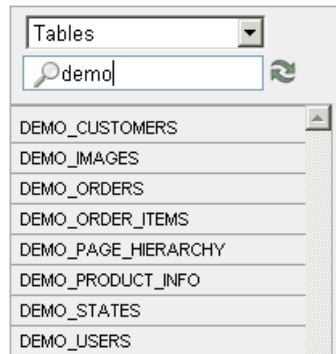 Tables
demo
DEMO_CUSTOMERS
DEMO_IMAGES
DEMO_ORDERS
DEMO_ORDER_ITEMS
DEMO_PAGE_HIERARCHY
DEMO_PRODUCT_INFO
DEMO_STATES
DEMO_USERS